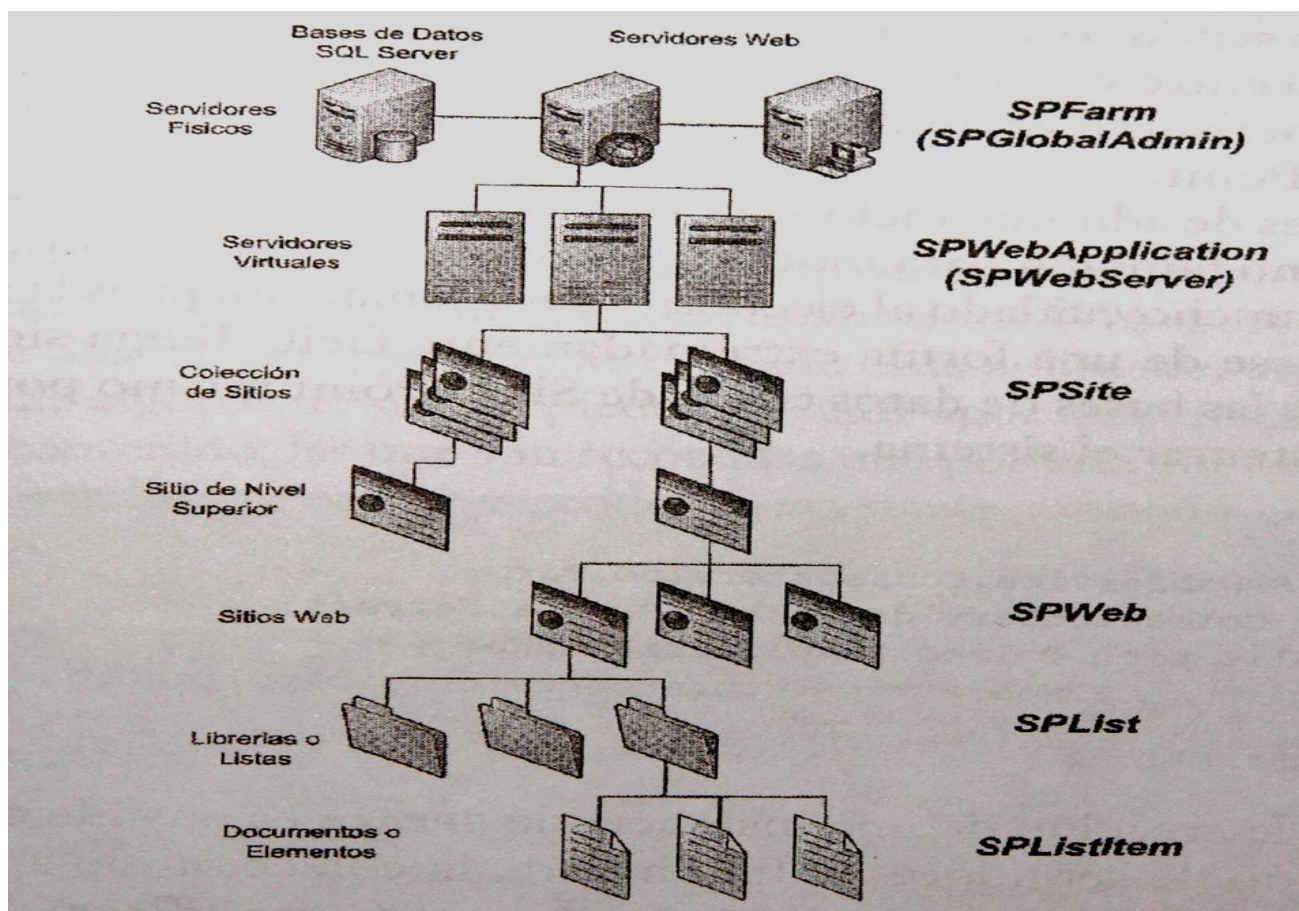 Bases de Datos
SQL Server
Servidores Web
Servidores
Físicos
SPFarm
(SPGlobalAdmin)
Servidores
Virtuales
SPWebApplication
(SPWebServer)
Colección
de Sitios
SPSite
Sitio de Nivel
Superior
Sitios Web
SPWeb
Librerías o
Listas
SPList
Documentos o
Elementos
SPListItem